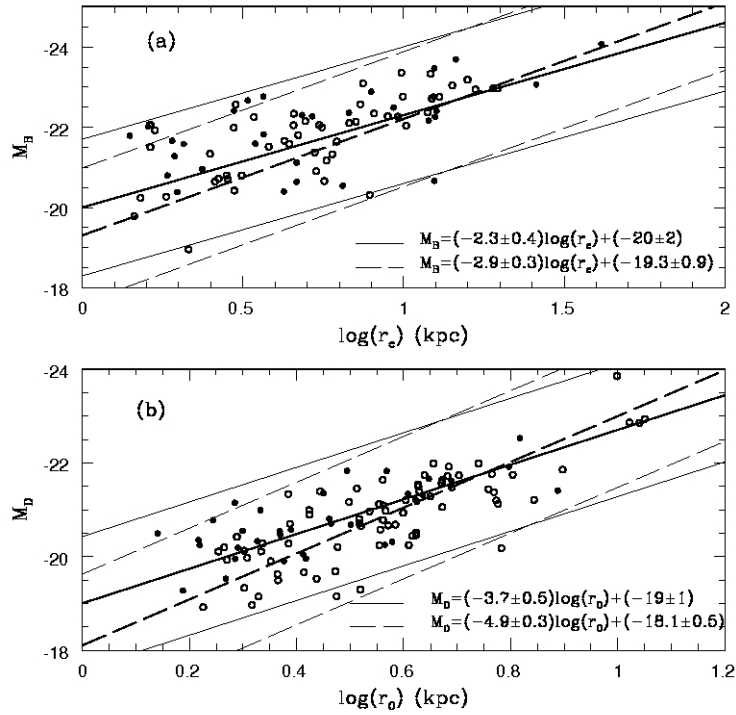 -24
-22
-20
-18
M_B
(a)
M_B=(-2.3±0.4)log(r_e)+(-20±2)
M_B=(-2.9±0.3)log(r_e)+(-19.3±0.9)
0 0.5 1 1.5 2
log(r_e) (kpc)
-24
-22
-20
-18
M_D
(b)
M_D=(-3.7±0.5)log(r_0)+(-19±1)
M_D=(-4.9±0.3)log(r_0)+(-18.1±0.5)
0 0.2 0.4 0.6 0.8 1 1.2
log(r_0) (kpc)